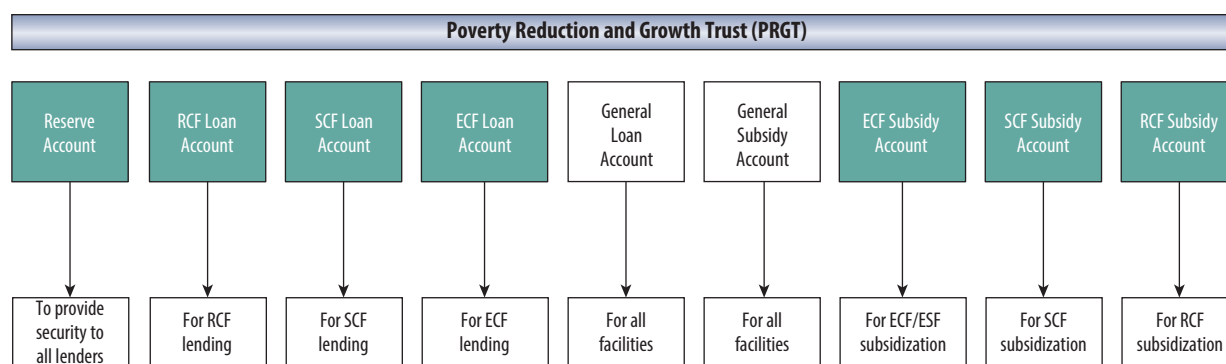 Poverty Reduction and Growth Trust (PRGT)
Reserve
Account
RCF Loan
Account
SCF Loan
Account
ECF Loan
Account
General
Loan
Account
General
Subsidy
Account
ECF Subsidy
Account
SCF Subsidy
Account
RCF Subsidy
Account
To provide
security to
all lenders
For RCF
lending
For SCF
lending
For ECF
lending
For all
facilities
For all
facilities
For ECF/ESF
subsidization
For SCF
subsidization
For RCF
subsidization